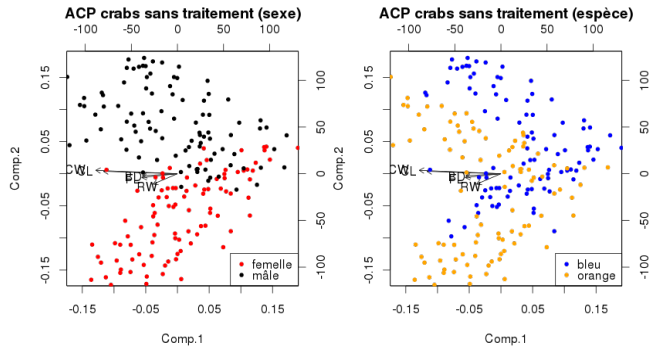 ACP crabs sans traitement (sexe)
-100 -50 0 50 100
0.15
0.05
-0.05
-0.15
Comp.2
100
50
0
-50
-100
CW
CL
FL
BD
RW
femelle
mâle
-0.15 -0.05 0.05 0.15
Comp.1
ACP crabs sans traitement (espèce)
-100 -50 0 50 100
0.15
0.05
-0.05
-0.15
Comp.2
100
50
0
-50
-100
CW
CL
FL
BD
RW
bleu
orange
-0.15 -0.05 0.05 0.15
Comp.1